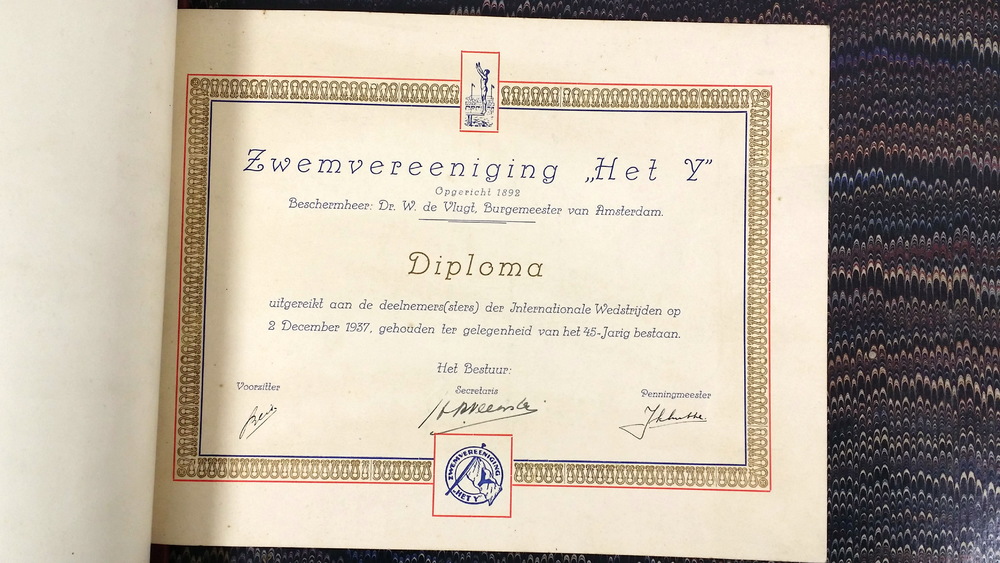 Zwemvereeniging „Het Y”
Opgericht 1892
Beschermheer: Dr. W. de Vlugt, Burgemeester van Amsterdam.
Diploma
uitgereikt aan de deelnemers(sters) der Internationale Wedstrijden op
2 December 1937, gehouden ter gelegenheid van het 45-Jarig bestaan.
Het Bestuur:
Voorzitter
Secretaris
Penningmeester
ZWEMVEREENIGING
„HET Y”